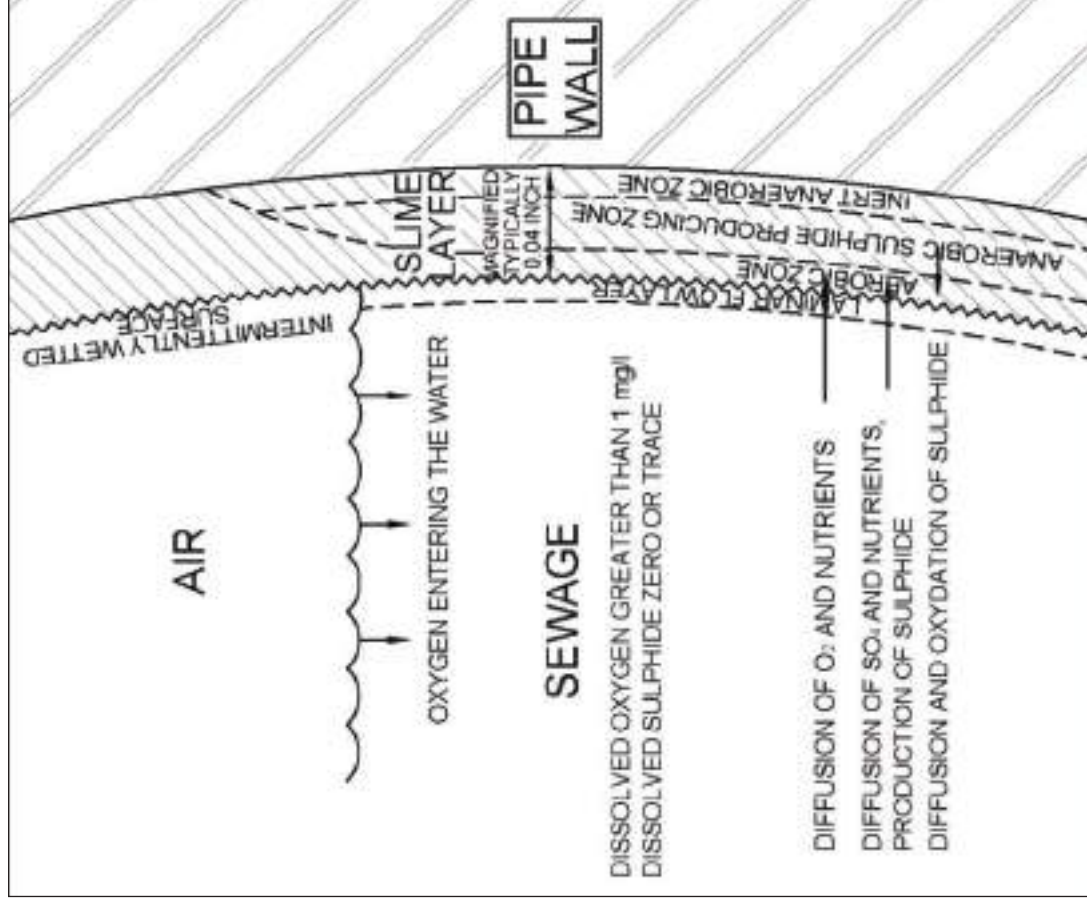 AIR
INTERMITTENTLY WETTED
SURFACE
OXYGEN ENTERING THE WATER
SLIME
LAYER
MAGNIFIED
TYPICALLY
0.04 INCH
PIPE
WALL
SEWAGE
DISSOLVED OXYGEN GREATER THAN 1 mg/l
DISSOLVED SULPHIDE ZERO OR TRACE
LAMINAR FLOW LAYER
AEROBIC ZONE
ANAEROBIC SULPHIDE PRODUCING ZONE
INERT ANAEROBIC ZONE
DIFFUSION OF O₂ AND NUTRIENTS
DIFFUSION OF SO₄ AND NUTRIENTS,
PRODUCTION OF SULPHIDE
DIFFUSION AND OXYDATION OF SULPHIDE